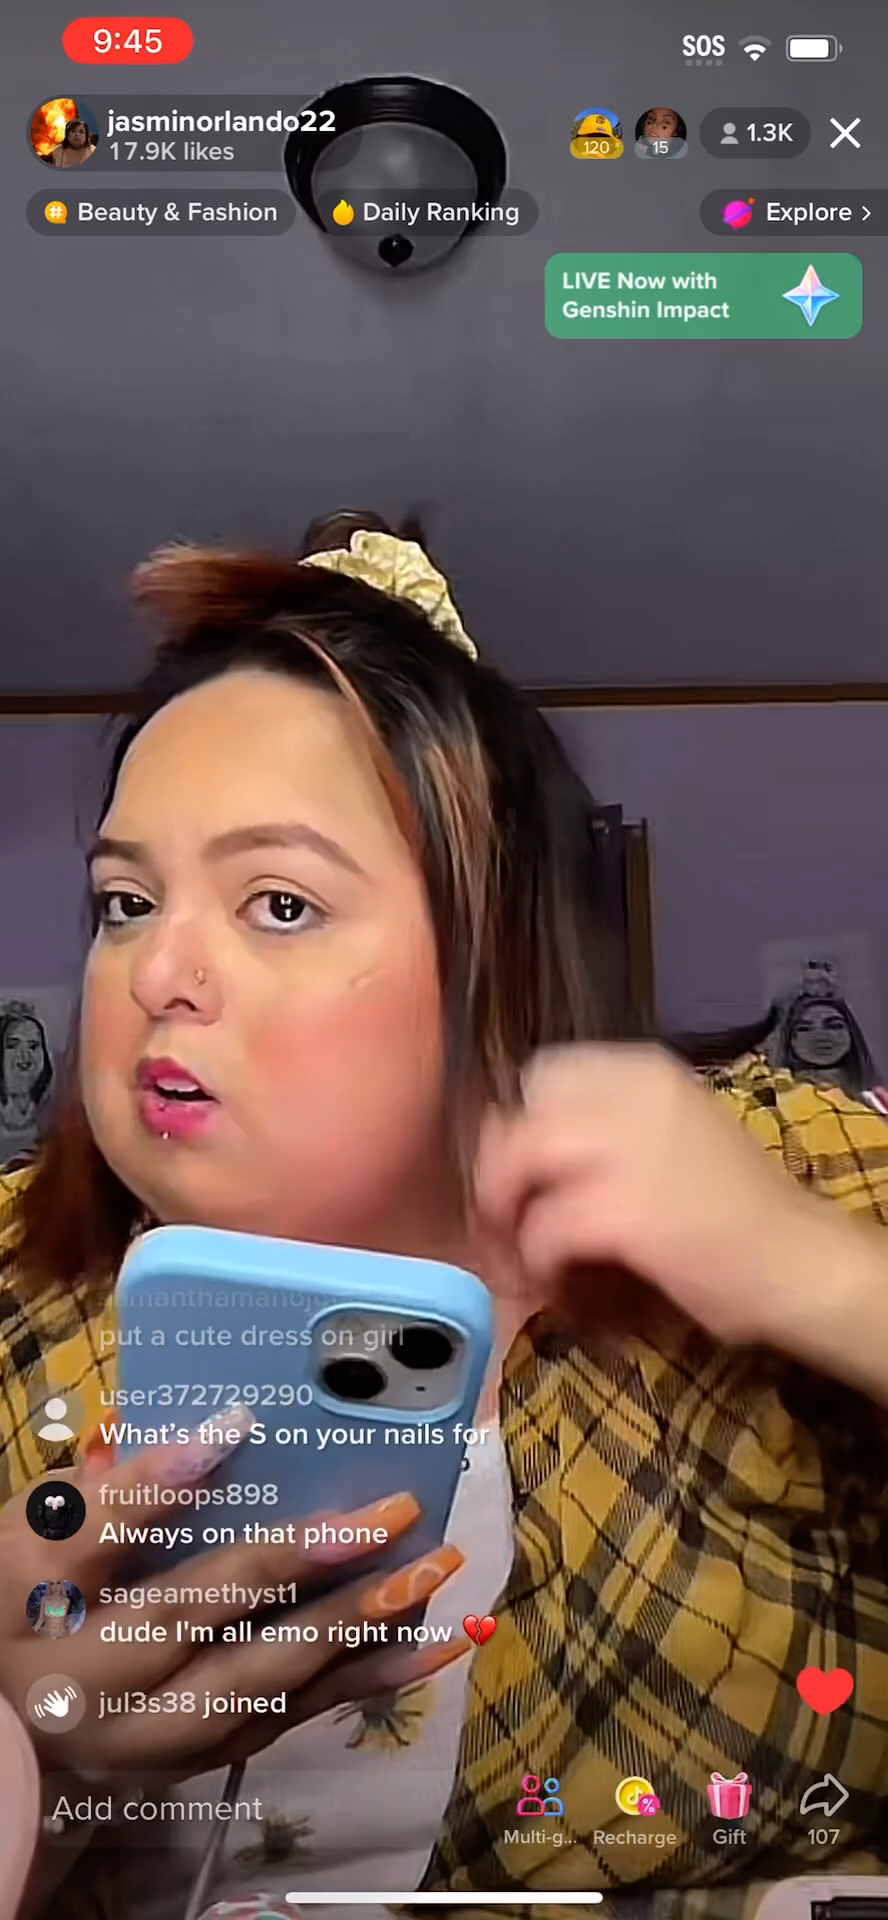 9:45
SOS
jasminorlando22
17.9K likes
120
15
1.3K
Beauty & Fashion
Daily Ranking
Explore >
LIVE Now with
Genshin Impact
put a cute dress on girl
user372729290
What's the S on your nails for
fruitloops898
Always on that phone
sageamethyst1
dude I'm all emo right now 💔
jul3s38 joined
Add comment
Multi-g...
Recharge
Gift
107